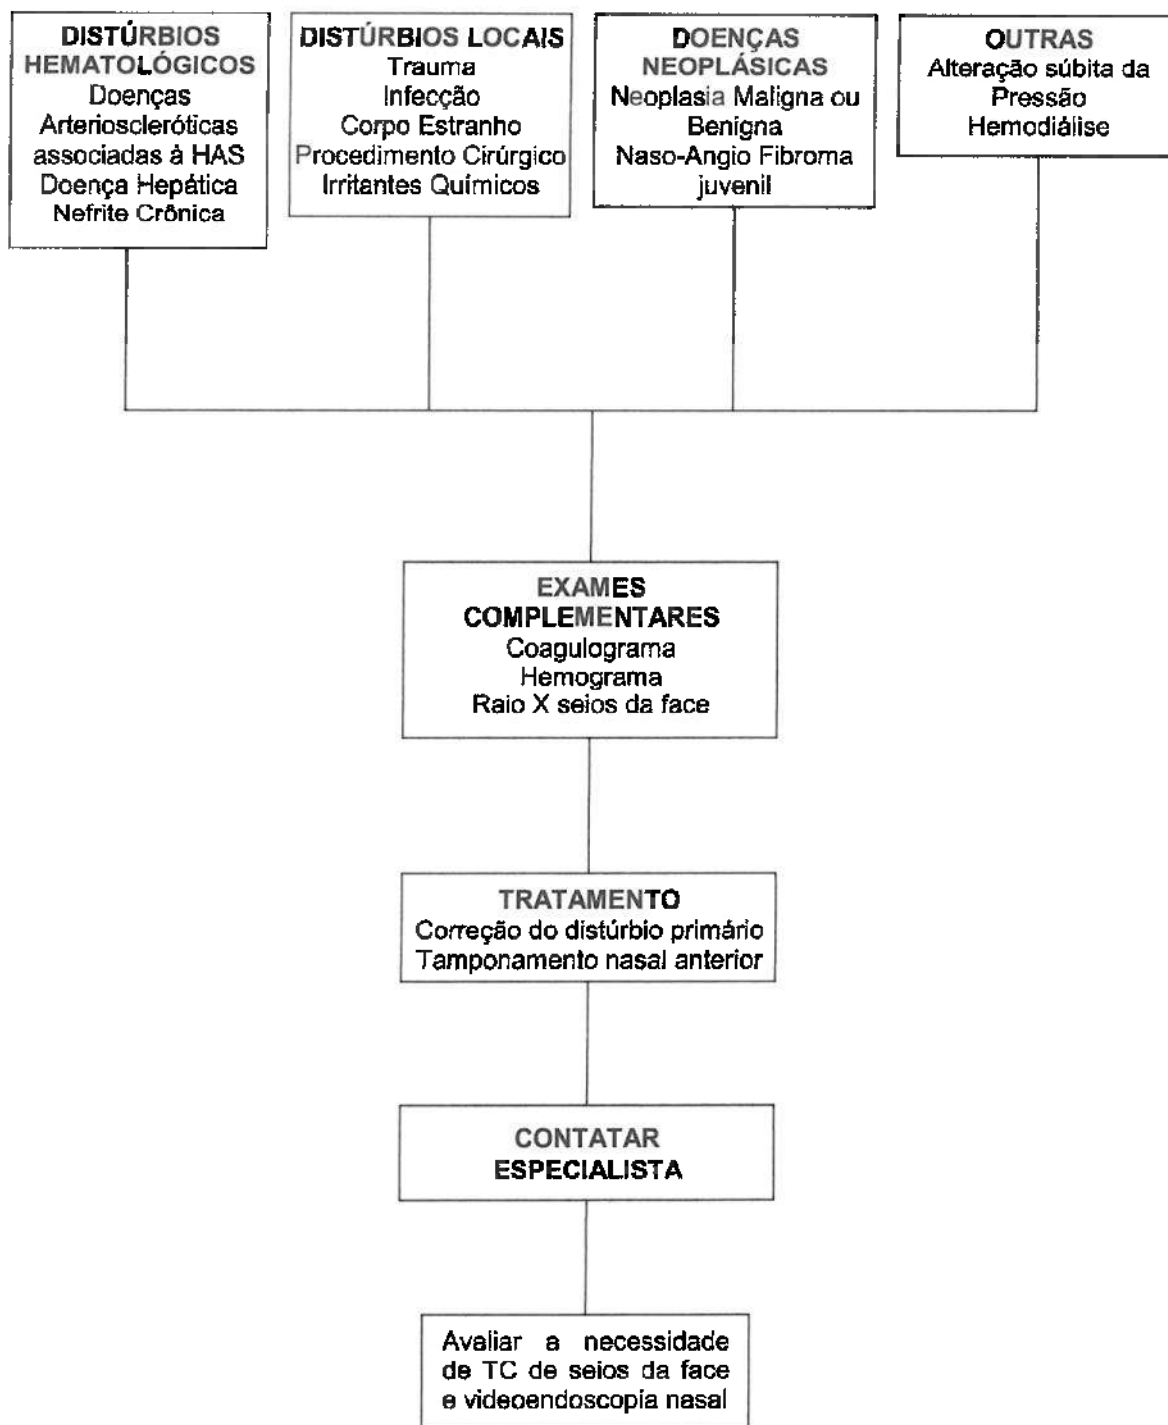 DISTÚRBIOS
HEMATOLÓGICOS
Doenças
Arterioscleróticas
associadas à HAS
Doença Hepática
Nefrite Crônica
DISTÚRBIOS LOCAIS
Trauma
Infecção
Corpo Estranho
Procedimento Cirúrgico
Irritantes Químicos
DOENÇAS
NEOPLÁSICAS
Neoplasia Maligna ou
Benigna
Naso-Angio Fibroma
juvenil
OUTRAS
Alteração súbita da
Pressão
Hemodiálise
EXAMES
COMPLEMENTARES
Coagulograma
Hemograma
Raio X seios da face
TRATAMENTO
Correção do distúrbio primário
Tamponamento nasal anterior
CONTATAR
ESPECIALISTA
Avaliar a necessidade
de TC de seios da face
e videoendoscopia nasal